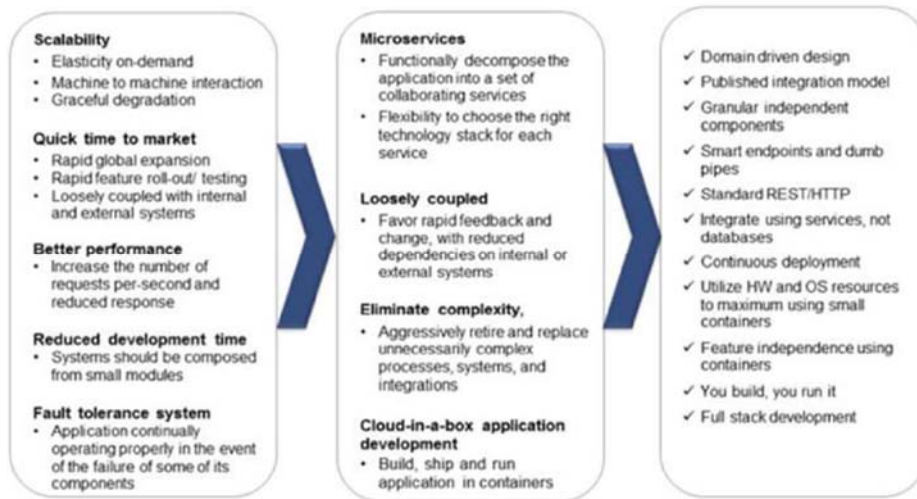 Scalability
• Elasticity on-demand
• Machine to machine interaction
• Graceful degradation
Quick time to market
• Rapid global expansion
• Rapid feature roll-out/ testing
• Loosely coupled with internal
and external systems
Better performance
• Increase the number of
requests per-second and
reduced response
Reduced development time
• Systems should be composed
from small modules
Fault tolerance system
• Application continually
operating properly in the event
of the failure of some of its
components
Microservices
• Functionally decompose the
application into a set of
collaborating services
• Flexibility to choose the right
technology stack for each
service
Loosely coupled
• Favor rapid feedback and
change, with reduced
dependencies on internal or
external systems
Eliminate complexity,
• Aggressively retire and replace
unnecessarily complex
processes, systems, and
integrations
Cloud-in-a-box application
development
• Build, ship and run
application in containers
✓ Domain driven design
✓ Published integration model
✓ Granular independent
components
✓ Smart endpoints and dumb
pipes
✓ Standard REST/HTTP
✓ Integrate using services, not
databases
✓ Continuous deployment
✓ Utilize HW and OS resources
to maximum using small
containers
✓ Feature independence using
containers
✓ You build, you run it
✓ Full stack development